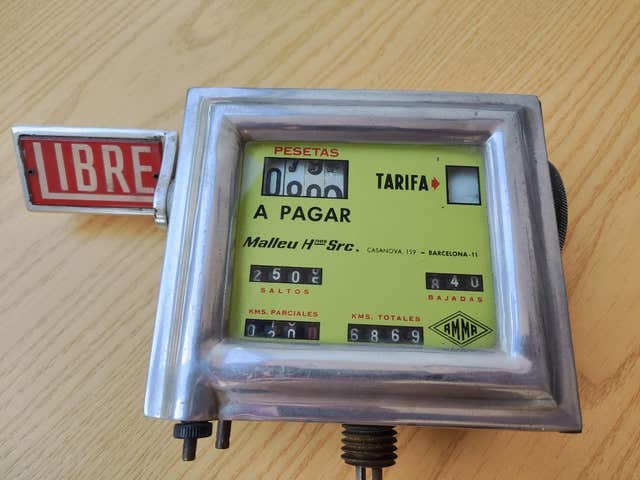 LIBRE
PESETAS
TARIFA
A PAGAR
Malleu Hnos Src. CASANOVA, 159 - BARCELONA-11
SALTOS
840
BAJADAS
KMS. PARCIALES
KMS. TOTALES
6869
AMMA